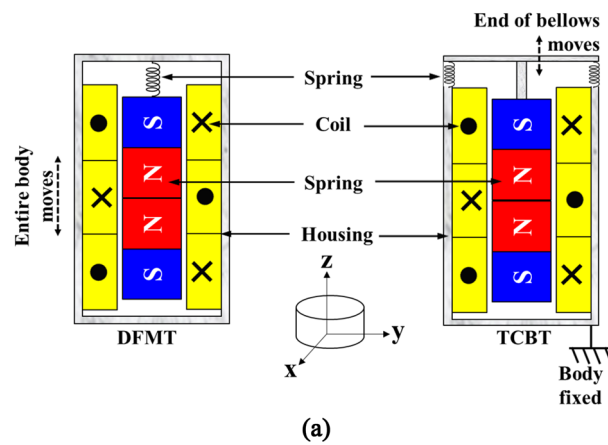 End of bellows
moves
Spring
Coil
Spring
Housing
Entire body
moves
S
N
N
S
S
N
N
S
z
y
x
DFMT
TCBT
Body
fixed
(a)